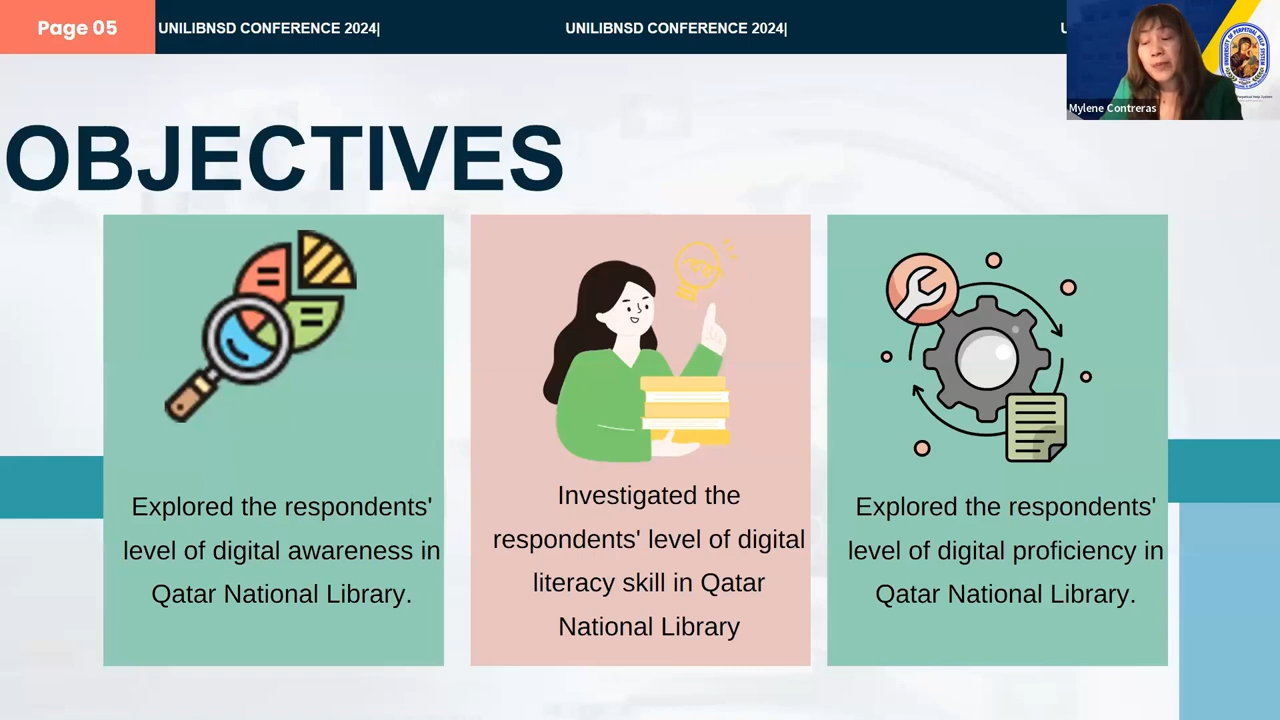 Page 05
UNILIBNSD CONFERENCE 2024|
UNILIBNSD CONFERENCE 2024|
Mylene Contreras
OBJECTIVES
Explored the respondents'
level of digital awareness in
Qatar National Library.
Investigated the
respondents' level of digital
literacy skill in Qatar
National Library
Explored the respondents'
level of digital proficiency in
Qatar National Library.